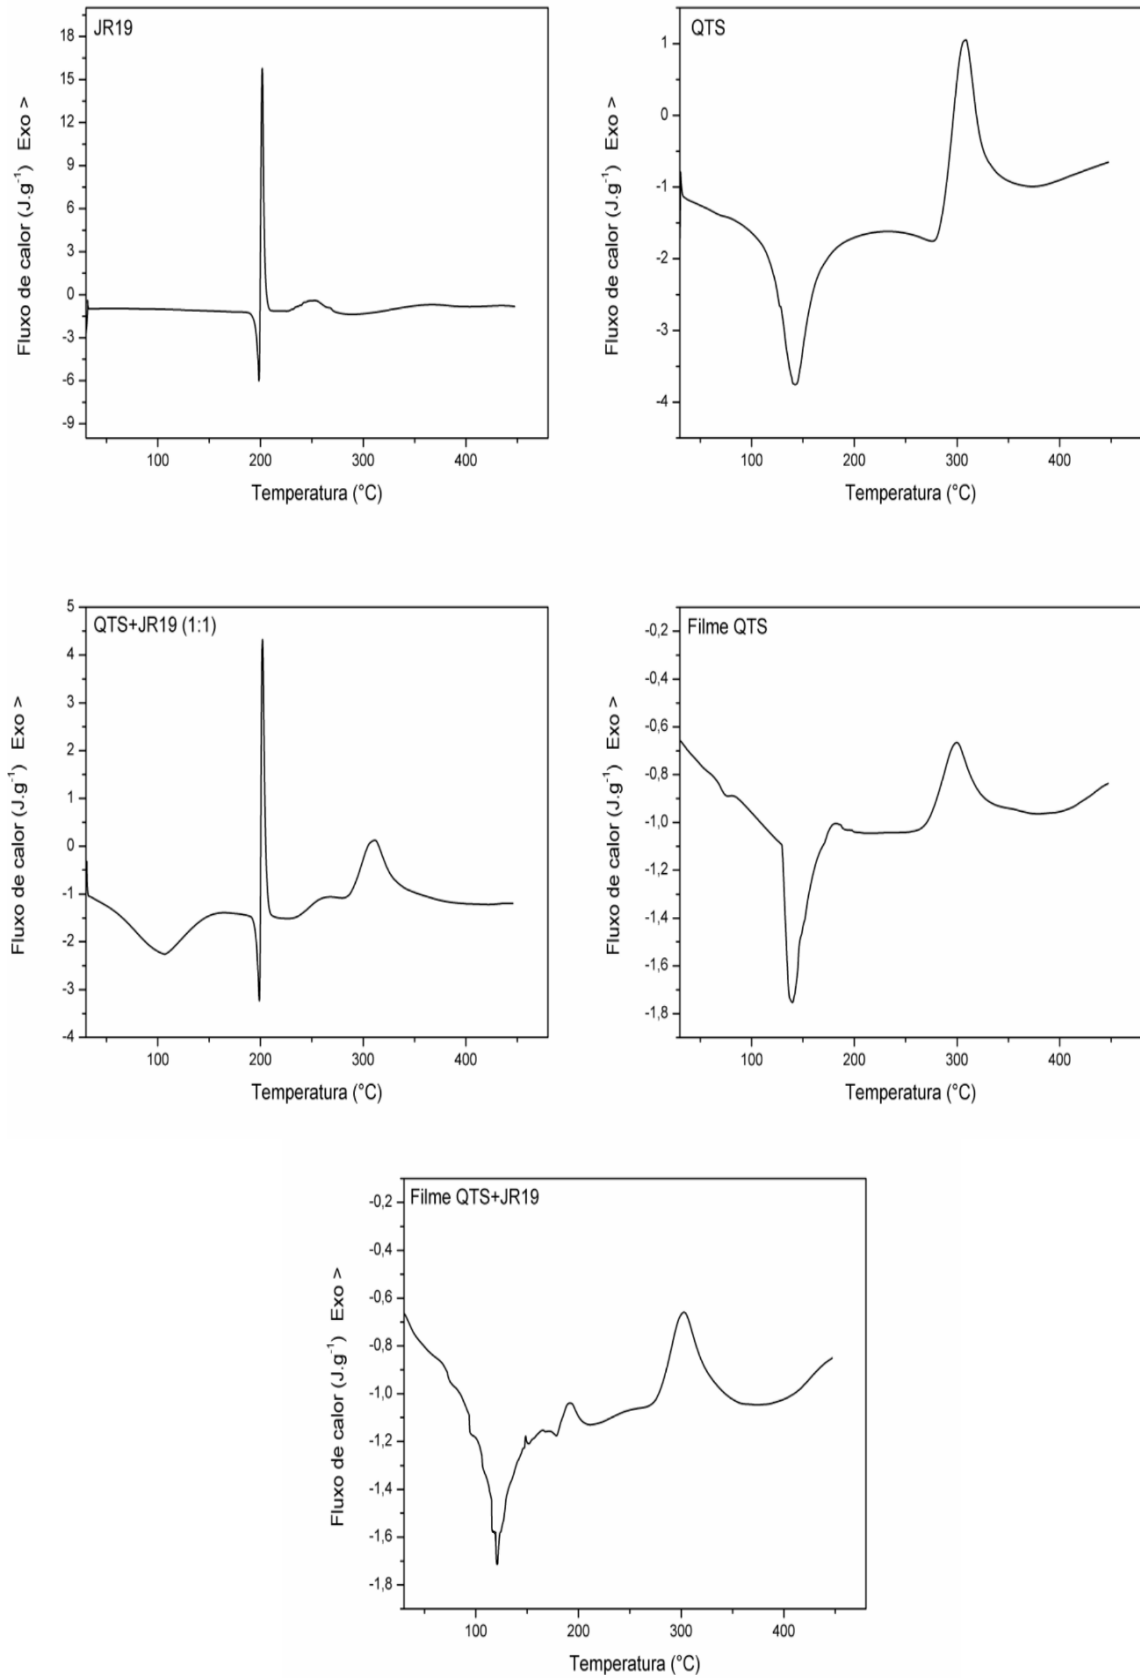 JR19
18
15
12
9
6
3
0
-3
-6
-9
Fluxo de calor (J.g⁻¹) Exo >
100 200 300 400
Temperatura (°C)
QTS
1
0
-1
-2
-3
-4
Fluxo de calor (J.g⁻¹) Exo >
100 200 300 400
Temperatura (°C)
QTS+JR19 (1:1)
5
4
3
2
1
0
-1
-2
-3
-4
Fluxo de calor (J.g⁻¹) Exo >
100 200 300 400
Temperatura (°C)
Filme QTS
-0,2
-0,4
-0,6
-0,8
-1,0
-1,2
-1,4
-1,6
-1,8
Fluxo de calor (J.g⁻¹) Exo >
100 200 300 400
Temperatura (°C)
Filme QTS+JR19
-0,2
-0,4
-0,6
-0,8
-1,0
-1,2
-1,4
-1,6
-1,8
Fluxo de calor (J.g⁻¹) Exo >
100 200 300 400
Temperatura (°C)